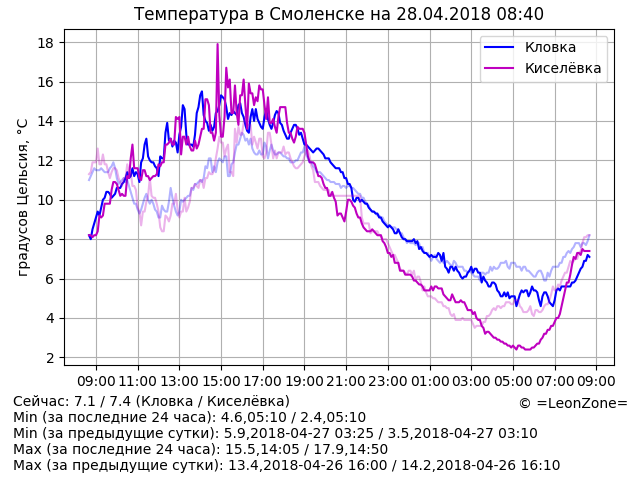 Температура в Смоленске на 28.04.2018 08:40
Кловка
Киселёвка
градусов Цельсия, °C
18
16
14
12
10
8
6
4
2
09:00 11:00 13:00 15:00 17:00 19:00 21:00 23:00 01:00 03:00 05:00 07:00 09:00
Сейчас: 7.1 / 7.4 (Кловка / Киселёвка)
© =LeonZone=
Min (за последние 24 часа): 4.6,05:10 / 2.4,05:10
Min (за предыдущие сутки): 5.9,2018-04-27 03:25 / 3.5,2018-04-27 03:10
Max (за последние 24 часа): 15.5,14:05 / 17.9,14:50
Max (за предыдущие сутки): 13.4,2018-04-26 16:00 / 14.2,2018-04-26 16:10